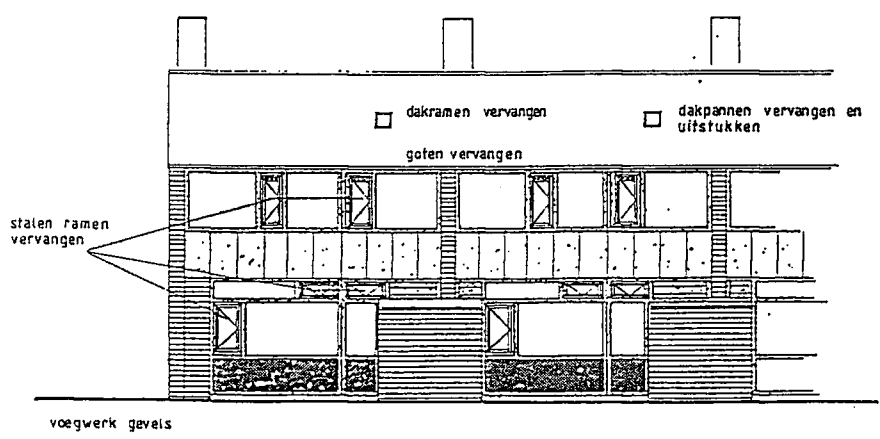 dakramen vervangen
dakpannen vervangen en
uitstukken
goten vervangen
stalen ramen
vervangen
voegwerk gevels